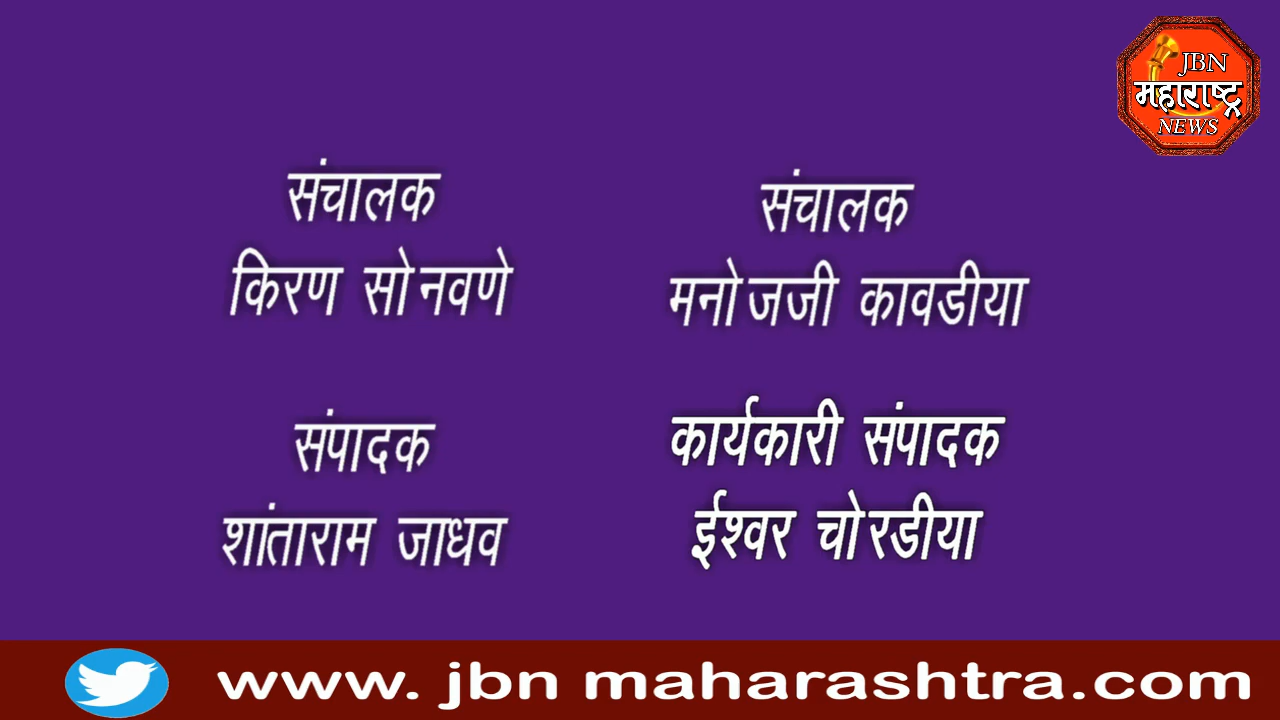 JBN
महाराष्ट्र
NEWS
संचालक
किरण सोनवणे
संचालक
मनोजजी कावडीया
संपादक
शांताराम जाधव
कार्यकारी संपादक
ईश्वर चोरडीया
www. jbn maharashtra.com